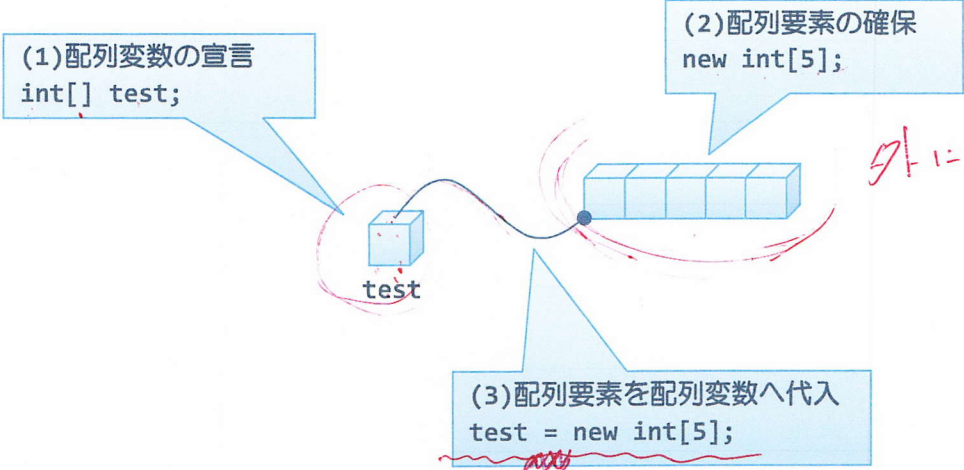 (1)配列変数の宣言
int[] test;
(2)配列要素の確保
new int[5];
外に
test
(3)配列要素を配列変数へ代入
test = new int[5];